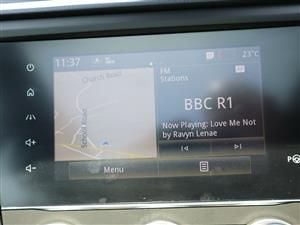 11:37
23°C
Church Road
School Road
FM
Stations
BBC R1
Now Playing: Love Me Not
by Ravyn Lenae
Menu
P